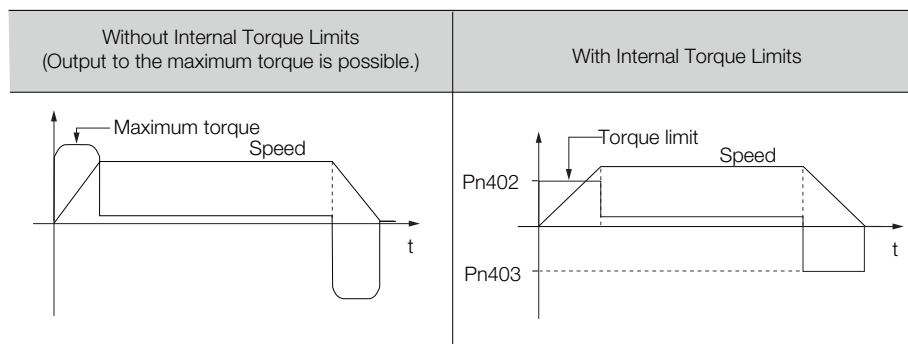 Without Internal Torque Limits
(Output to the maximum torque is possible.)
With Internal Torque Limits
Maximum torque
Speed
t
Torque limit
Speed
Pn402
t
Pn403